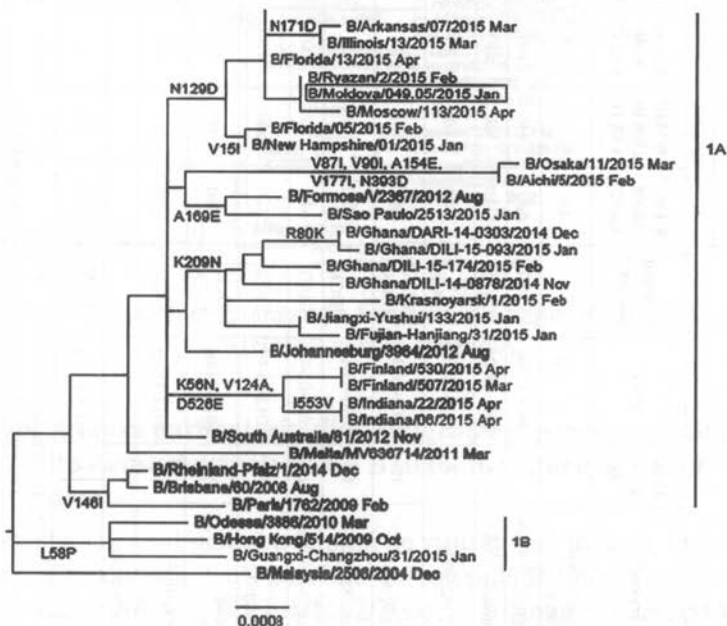 N171D
B/Arkansas/07/2015 Mar
B/Illinois/13/2015 Mar
B/Florida/13/2015 Apr
B/Ryazan/2/2015 Feb
N129D
B/Moldova/049.05/2015 Jan
B/Moscow/113/2015 Apr
B/Florida/05/2015 Feb
V15I
B/New Hampshire/01/2015 Jan
1A
V87I, V90I, A154E,
B/Osaka/11/2015 Mar
V177I, N393D
B/Aichi/5/2015 Feb
B/Formosa/V2367/2012 Aug
A169E
B/Sao Paulo/2513/2015 Jan
R80K
B/Ghana/DARI-14-0303/2014 Dec
B/Ghana/DILI-15-093/2015 Jan
K209N
B/Ghana/DILI-15-174/2015 Feb
B/Ghana/DILI-14-0878/2014 Nov
B/Krasnoyarsk/1/2015 Feb
B/Jiangxi-Yushui/133/2015 Jan
B/Fujian-Hanjiang/31/2015 Jan
B/Johannesburg/3964/2012 Aug
B/Finland/530/2015 Apr
K56N, V124A,
B/Finland/507/2015 Mar
D526E
I553V
B/Indiana/22/2015 Apr
B/Indiana/06/2015 Apr
B/South Australia/81/2012 Nov
B/Malta/MV636714/2011 Mar
B/Rheinland-Pfalz/1/2014 Dec
B/Brisbane/60/2008 Aug
V146I
B/Paris/1762/2009 Feb
B/Odessa/3886/2010 Mar
B/Hong Kong/514/2009 Oct
1B
L58P
B/Guangxi-Changzhou/31/2015 Jan
B/Malaysia/2506/2004 Dec
0.0008